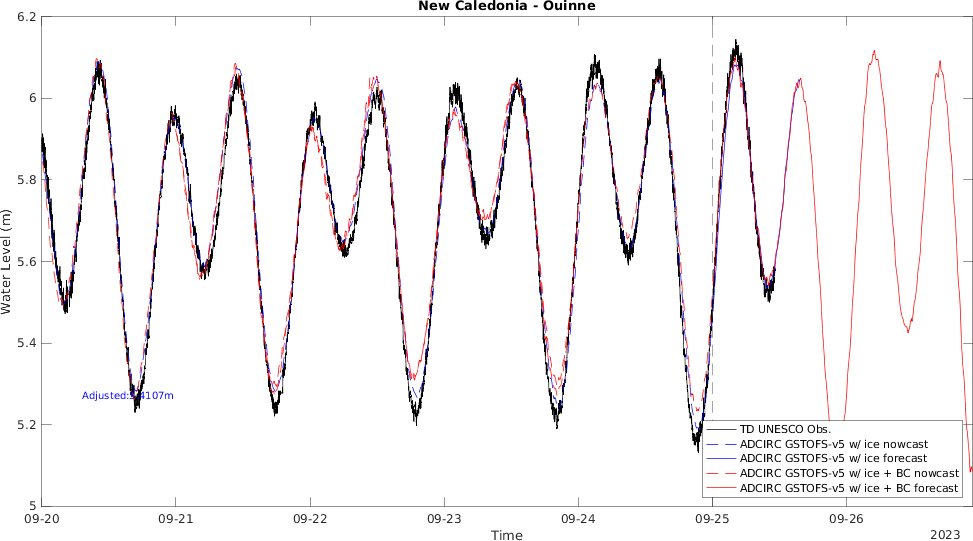 New Caledonia - Ouinne
6.2
6
5.8
5.6
5.4
5.2
5
Water Level (m)
Adjusted:5.4107m
TD UNESCO Obs.
ADCIRC GSTOFS-v5 w/ ice nowcast
ADCIRC GSTOFS-v5 w/ ice forecast
ADCIRC GSTOFS-v5 w/ ice + BC nowcast
ADCIRC GSTOFS-v5 w/ ice + BC forecast
09-20 09-21 09-22 09-23 09-24 09-25 09-26
Time
2023